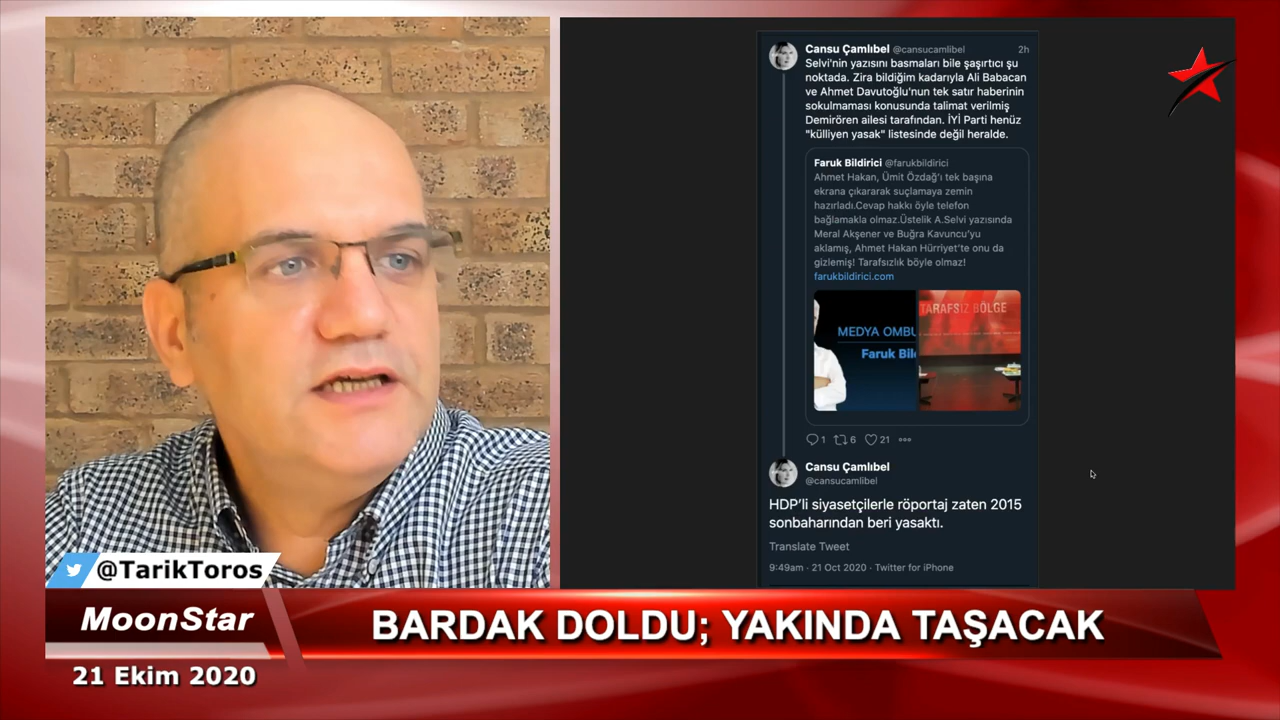 Cansu Çamlıbel @cansucamlibel 2h
Selvi'nin yazısını basmaları bile şaşırtıcı şu
noktada. Zira bildiğim kadarıyla Ali Babacan
ve Ahmet Davutoğlu'nun tek satır haberinin
sokulmaması konusunda talimat verilmiş
Demirören ailesi tarafından. İYİ Parti henüz
"külliyen yasak" listesinde değil heralde.
Faruk Bildirici @farukbildirici
Ahmet Hakan, Ümit Özdağ'ı tek başına
ekrana çıkararak suçlamaya zemin
hazırladı.Cevap hakkı öyle telefon
bağlamakla olmaz.Üstelik A.Selvi yazısında
Meral Akşener ve Buğra Kavuncu'yu
aklamış, Ahmet Hakan Hürriyet'te onu da
gizlemiş! Tarafsızlık böyle olmaz!
farukbildirici.com
TARAFSIZ BÖLGE
MEDYA OMBU
Faruk Bil
1 6 21
Cansu Çamlıbel
@cansucamlibel
HDP'li siyasetçilerle röportaj zaten 2015
sonbaharından beri yasaktı.
Translate Tweet
9:49am · 21 Oct 2020 · Twitter for iPhone
@TarikToros
MoonStar
BARDAK DOLDU; YAKINDA TAŞACAK
21 Ekim 2020